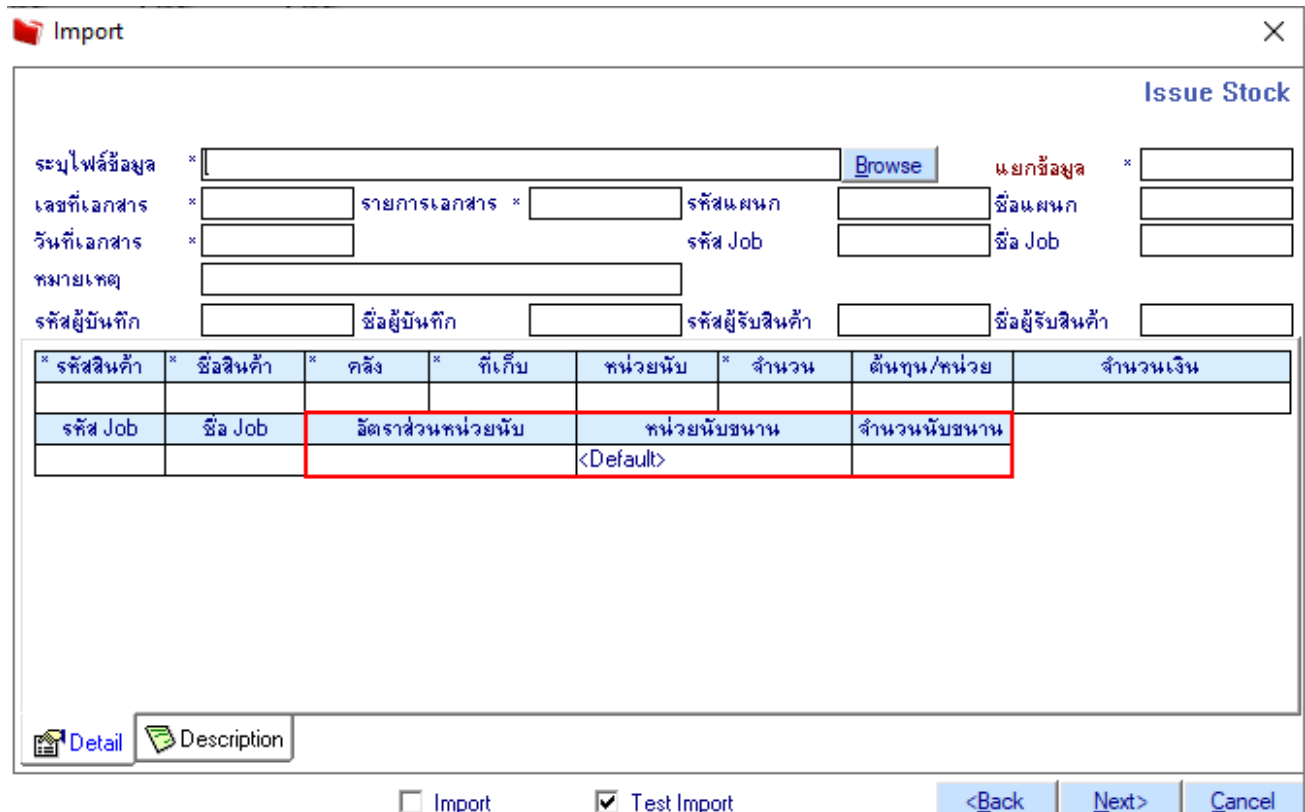 Import
Issue Stock
ระบุไฟล์ข้อมูล * Browse แยกข้อมูล *
เลขที่เอกสาร * รายการเอกสาร * รหัสแผนก ชื่อแผนก
วันที่เอกสาร * รหัส Job ชื่อ Job
หมายเหตุ
รหัสผู้บันทึก ชื่อผู้บันทึก รหัสผู้รับสินค้า ชื่อผู้รับสินค้า
* รหัสสินค้า * ชื่อสินค้า * คลัง * ที่เก็บ หน่วยนับ * จำนวน ต้นทุน/หน่วย จำนวนเงิน
รหัส Job ชื่อ Job อัตราส่วนหน่วยนับ หน่วยนับขนาน จำนวนนับขนาน
<Default>
Detail Description
Import Test Import <Back Next> Cancel